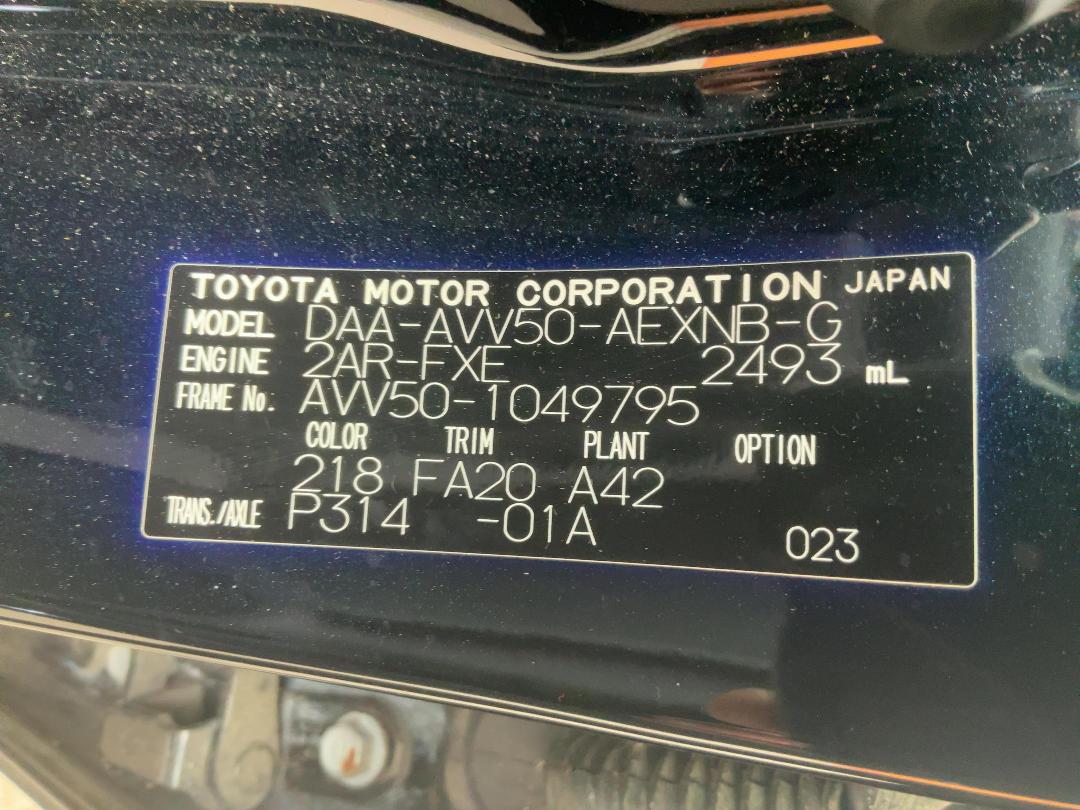 TOYOTA MOTOR CORPORATION JAPAN
MODEL DAA-AVV50-AEXNB-G
ENGINE 2AR-FXE 2493 mL
FRAME No. AVV50-1049795
COLOR TRIM PLANT OPTION
218 FA20 A42
TRANS./AXLE P314 -01A 023